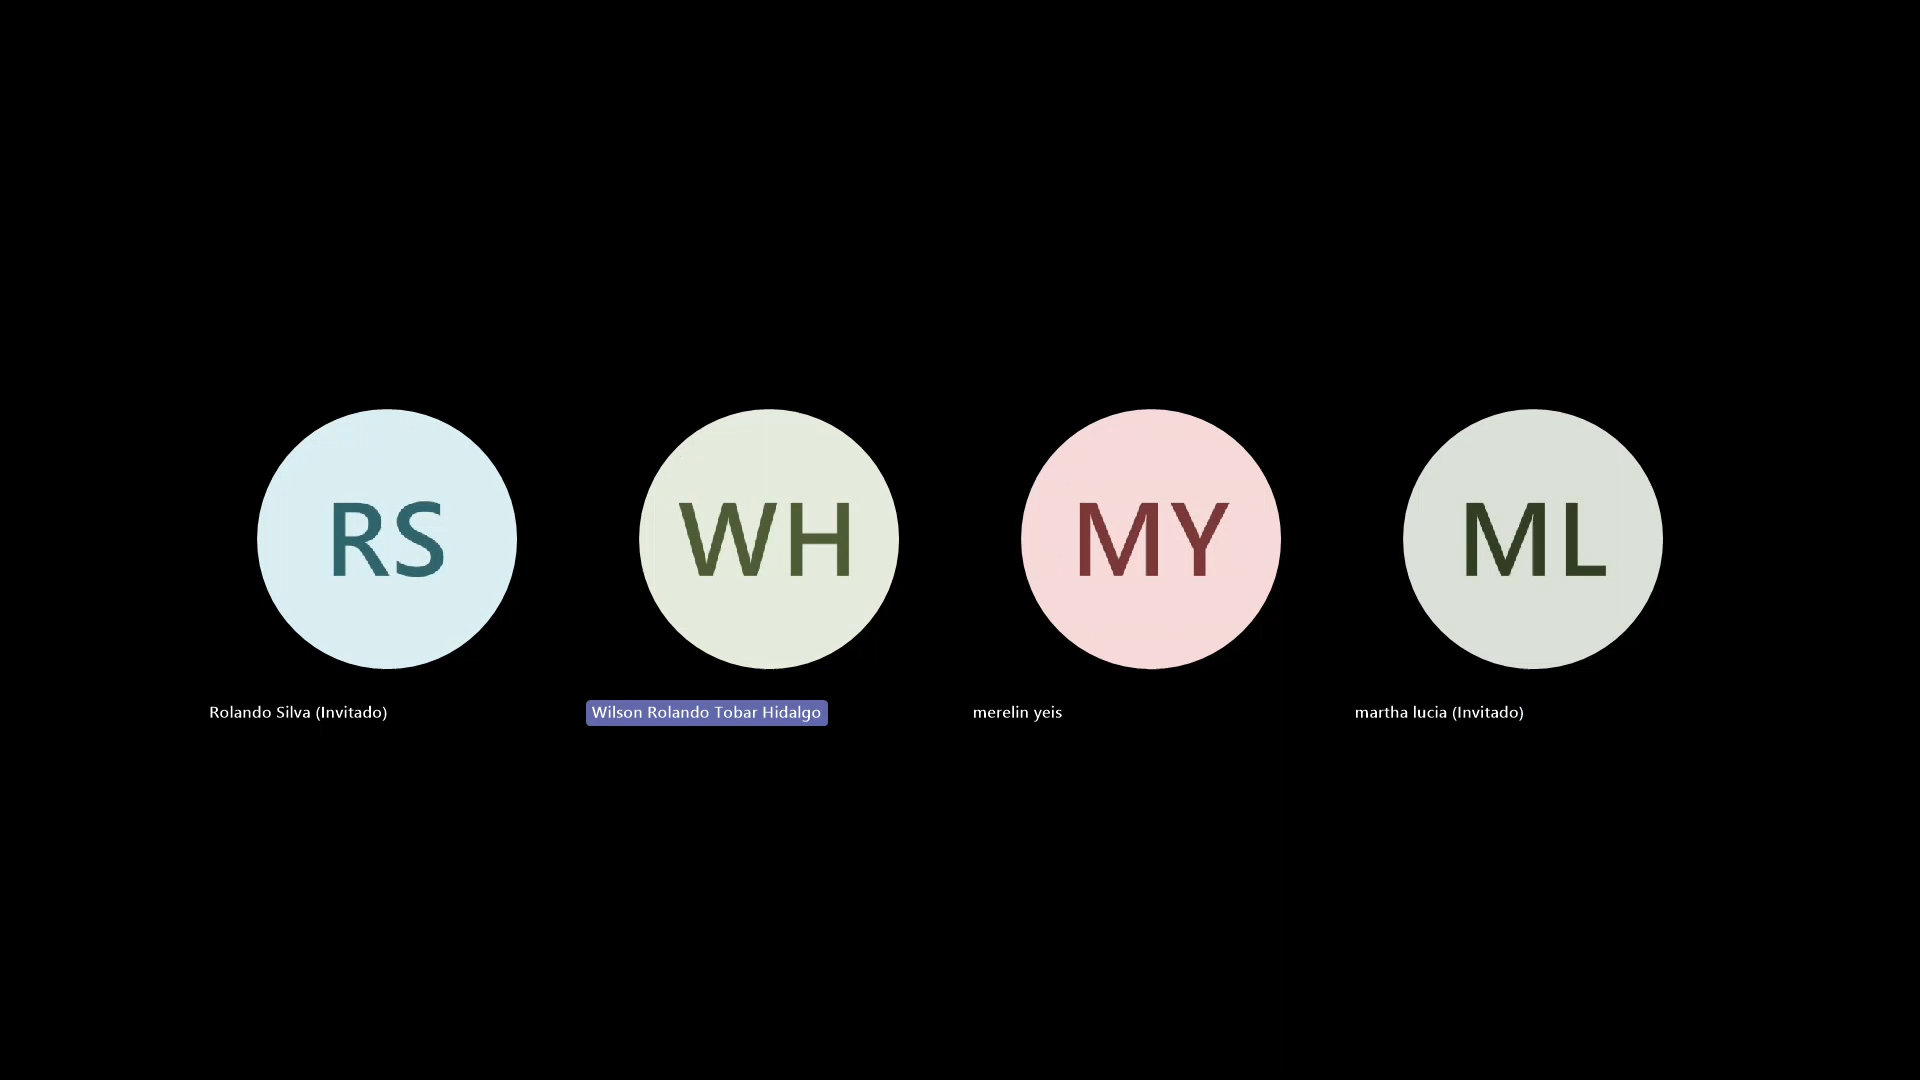 RS
WH
MY
ML
Rolando Silva (Invitado)
Wilson Rolando Tobar Hidalgo
merelin yeis
martha lucia (Invitado)